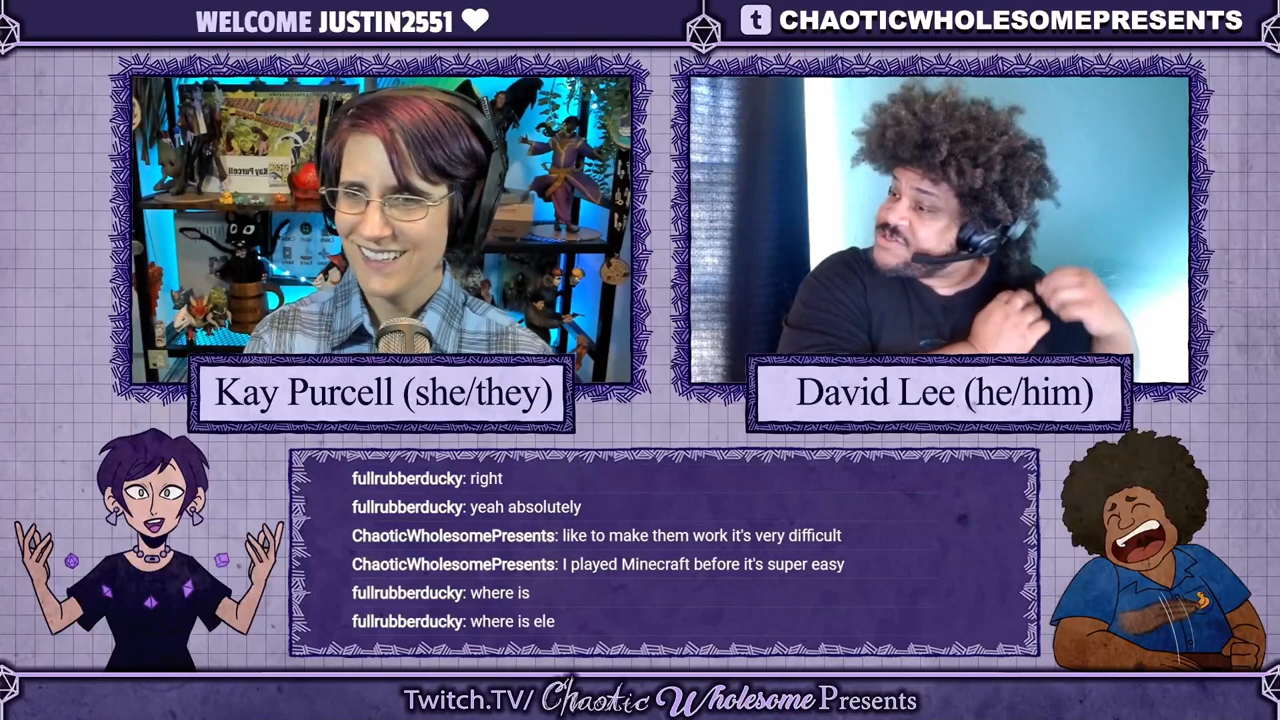 WELCOME JUSTIN2551
t CHAOTICWHOLESOMEPRESENTS
Kay Purcell (she/they)
David Lee (he/him)
fullrubberducky: right
fullrubberducky: yeah absolutely
ChaoticWholesomePresents: like to make them work it's very difficult
ChaoticWholesomePresents: I played Minecraft before it's super easy
fullrubberducky: where is
fullrubberducky: where is ele
Twitch.TV/ Chaotic Wholesome Presents